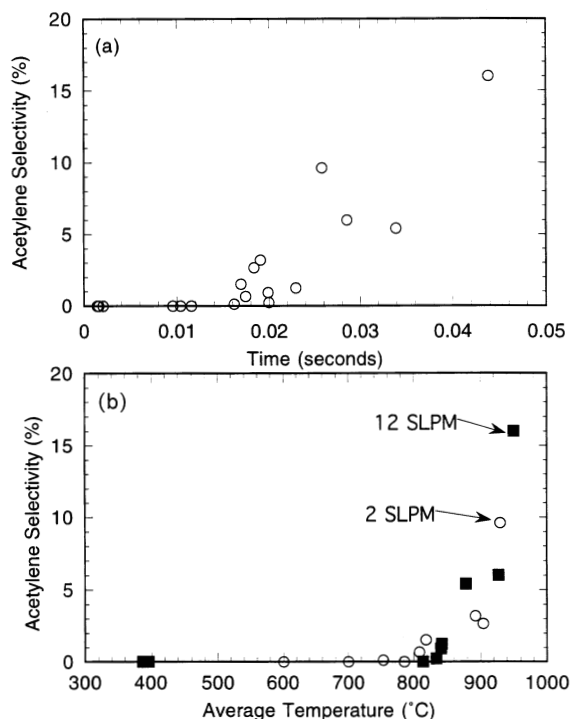 20
(a)
15
10
5
0
Acetylene Selectivity (%)
0 0.01 0.02 0.03 0.04 0.05
Time (seconds)
20
(b)
12 SLPM
15
2 SLPM
10
5
0
Acetylene Selectivity (%)
300 400 500 600 700 800 900 1000
Average Temperature (˚C)